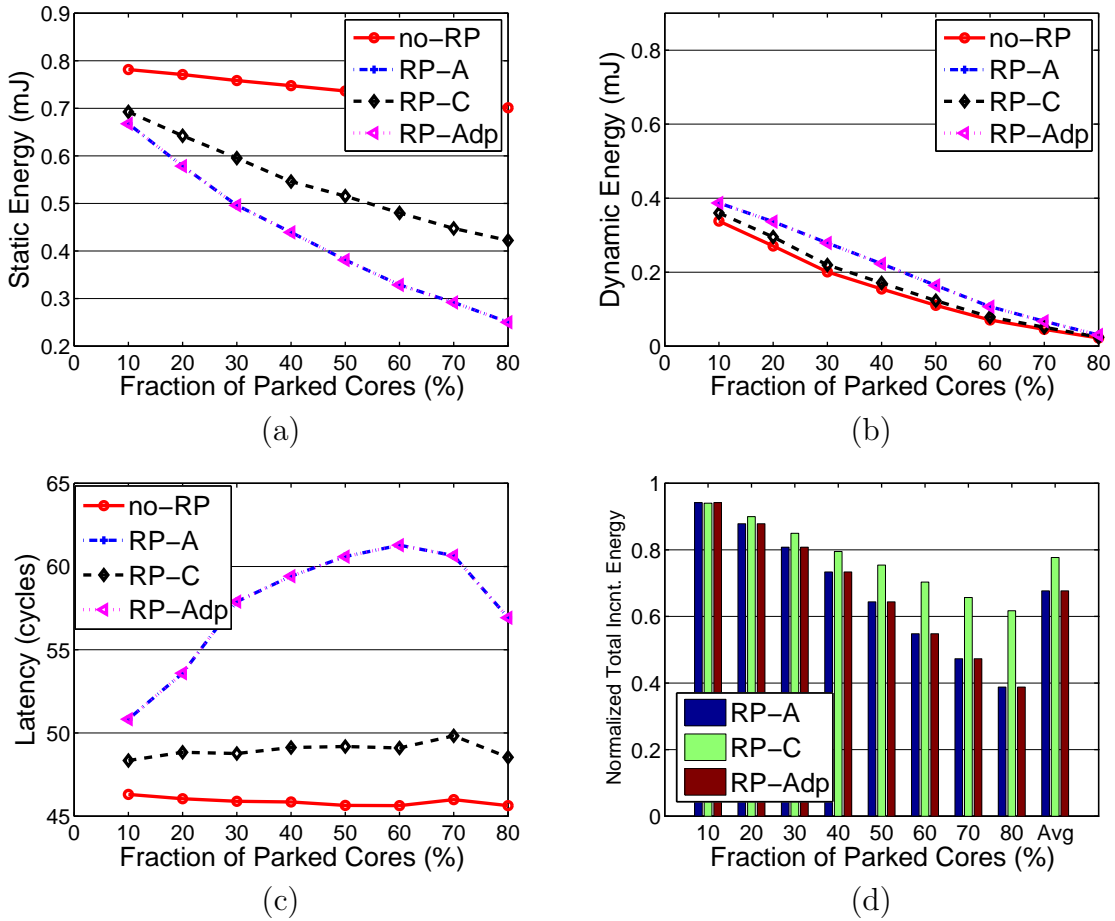 0.9
0.8
0.7
0.6
0.5
0.4
0.3
0.2
Static Energy (mJ)
no−RP
RP−A
RP−C
RP−Adp
10 20 30 40 50 60 70 80
Fraction of Parked Cores (%)
(a)
0.8
0.6
0.4
0.2
0
Dynamic Energy (mJ)
no−RP
RP−A
RP−C
RP−Adp
10 20 30 40 50 60 70 80
Fraction of Parked Cores (%)
(b)
65
60
55
50
45
Latency (cycles)
no−RP
RP−A
RP−C
RP−Adp
10 20 30 40 50 60 70 80
Fraction of Parked Cores (%)
(c)
1
0.8
0.6
0.4
0.2
0
Normalized Total Incnt. Energy
RP−A
RP−C
RP−Adp
10 20 30 40 50 60 70 80 Avg
Fraction of Parked Cores (%)
(d)